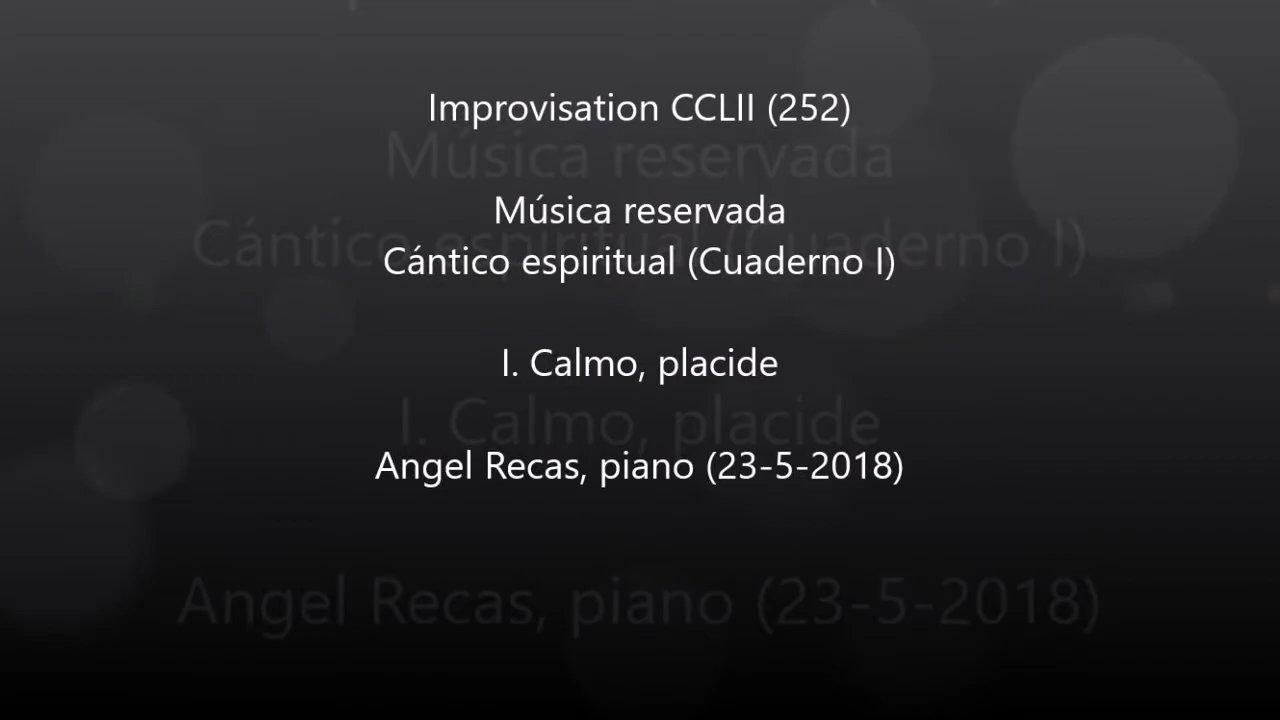 Improvisation CCLII (252)
Música reservada
Cántico espiritual (Cuaderno I)
I. Calmo, placide
Angel Recas, piano (23-5-2018)